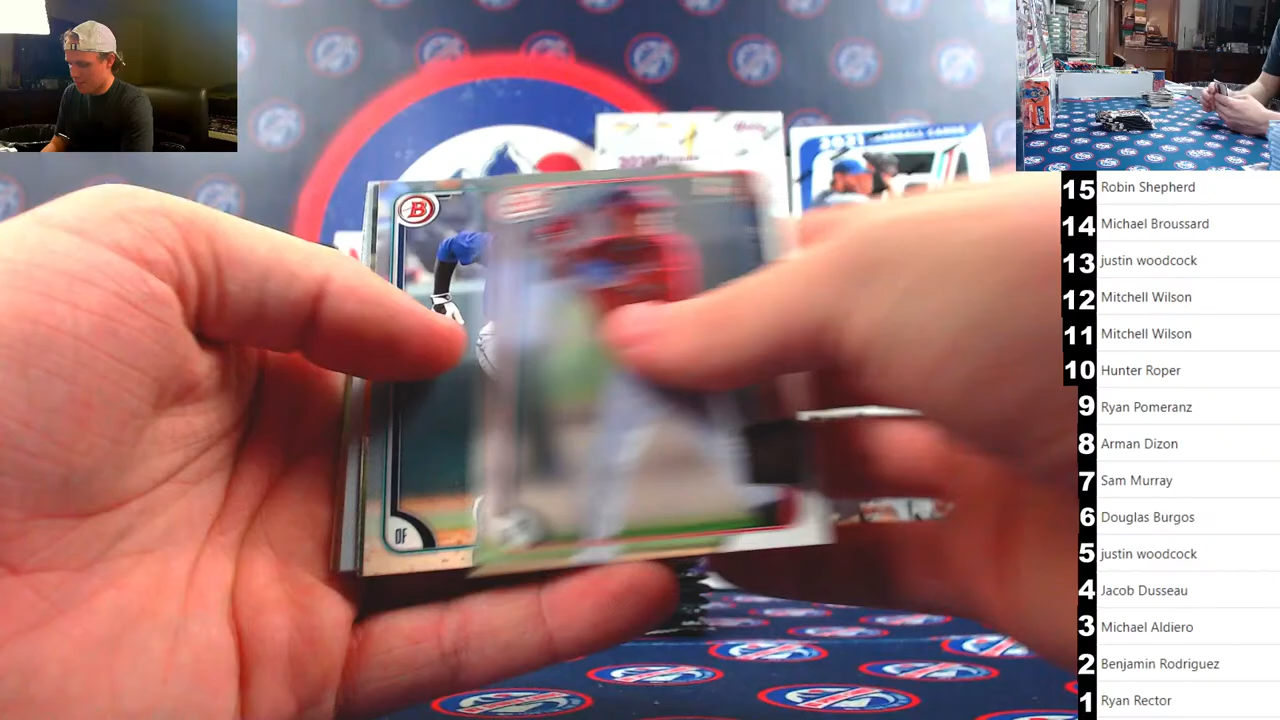 15 Robin Shepherd
14 Michael Broussard
13 justin woodcock
12 Mitchell Wilson
11 Mitchell Wilson
10 Hunter Roper
9 Ryan Pomeranz
8 Arman Dizon
7 Sam Murray
6 Douglas Burgos
5 justin woodcock
4 Jacob Dusseau
3 Michael Aldiero
2 Benjamin Rodriguez
1 Ryan Rector
2021
B
OF